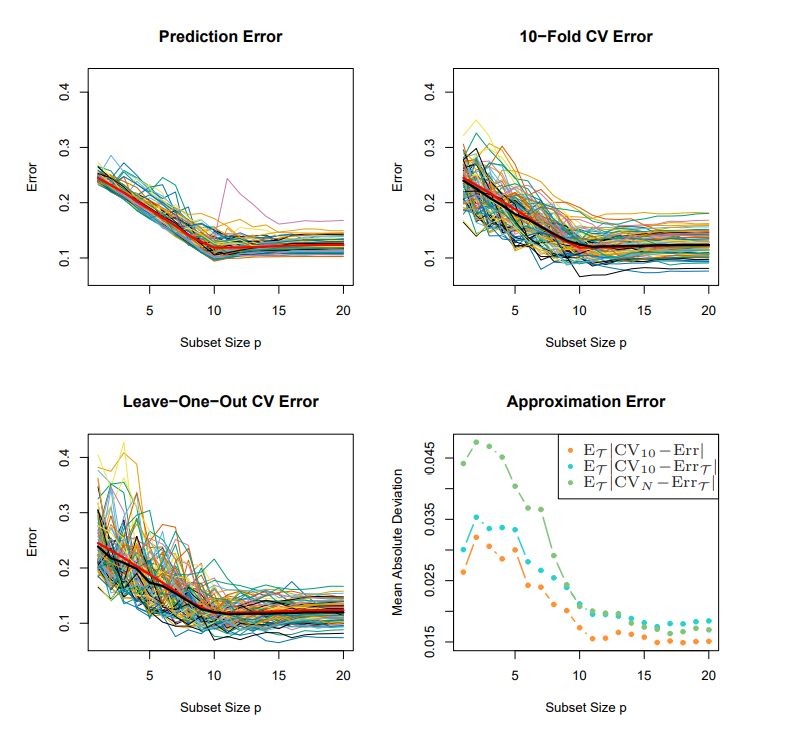 Prediction Error
Error
0.1 0.2 0.3 0.4
5 10 15 20
Subset Size p
10−Fold CV Error
Error
0.1 0.2 0.3 0.4
5 10 15 20
Subset Size p
Leave−One−Out CV Error
Error
0.1 0.2 0.3 0.4
5 10 15 20
Subset Size p
Approximation Error
Mean Absolute Deviation
0.015 0.025 0.035 0.045
E𝒯|CV₁₀−Err|
E𝒯|CV₁₀−Err𝒯|
E𝒯|CV_N−Err𝒯|
5 10 15 20
Subset Size p